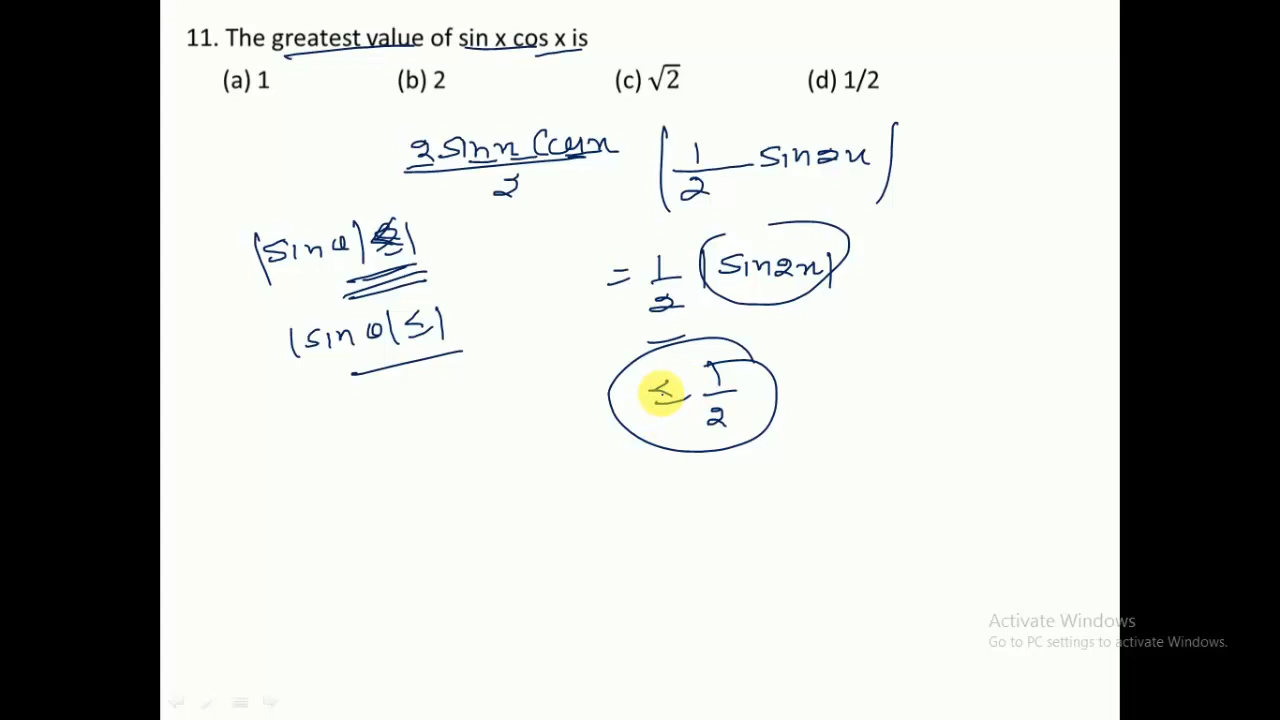 11. The greatest value of sin x cos x is
(a) 1 (b) 2 (c) √2 (d) 1/2
2 sin x cos x / 2 | 1/2 sin 2x |
|sin θ| ≤ 1
= 1/2 |sin 2x|
|sin θ| ≤ 1
≤ 1/2
Activate Windows
Go to PC settings to activate Windows.